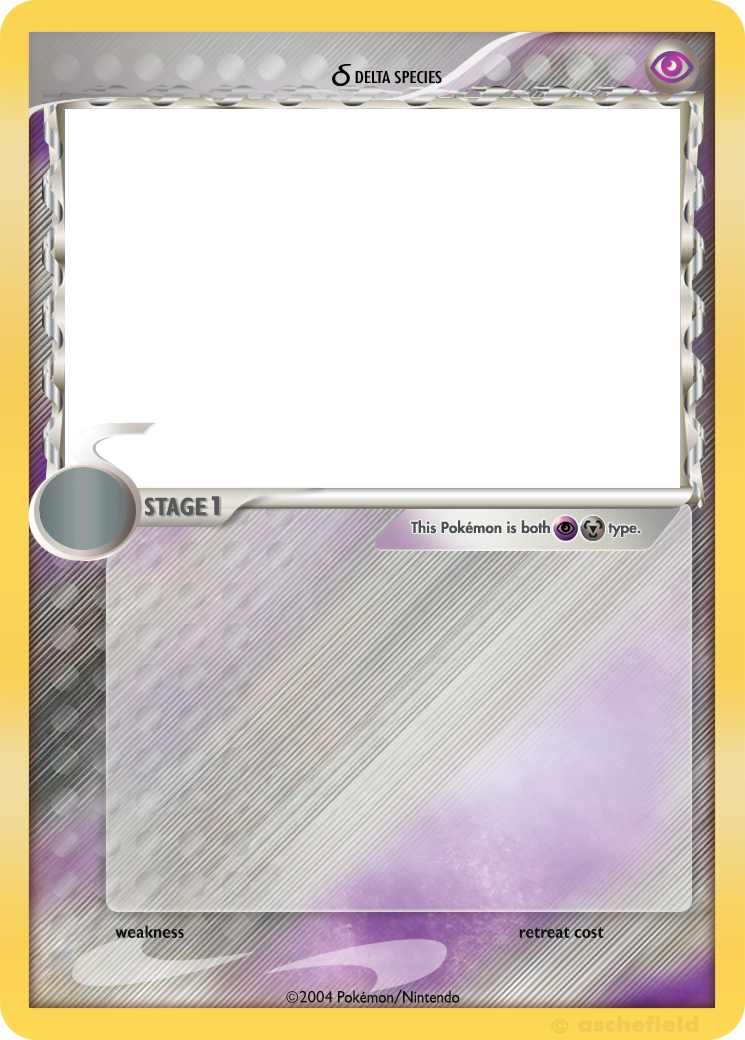 δ DELTA SPECIES
STAGE 1
This Pokémon is both type.
weakness retreat cost
©2004 Pokémon/Nintendo
© aschefield